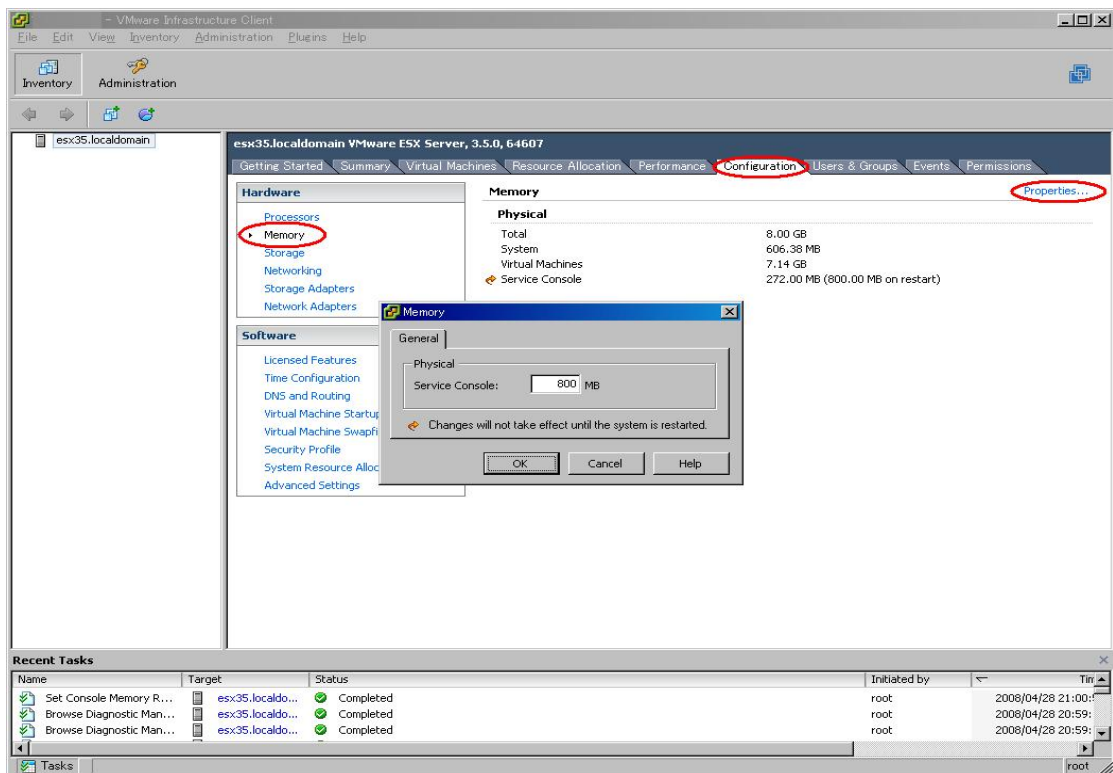 - VMware Infrastructure Client
File Edit View Inventory Administration Plugins Help
Inventory
Administration
esx35.localdomain
esx35.localdomain VMware ESX Server, 3.5.0, 64607
Getting Started Summary Virtual Machines Resource Allocation Performance Configuration Users & Groups Events Permissions
Hardware
Processors
Memory
Storage
Networking
Storage Adapters
Network Adapters
Software
Licensed Features
Time Configuration
DNS and Routing
Virtual Machine Startup
Virtual Machine Swapfi
Security Profile
System Resource Alloc
Advanced Settings
Memory
Properties...
Physical
Total 8.00 GB
System 606.38 MB
Virtual Machines 7.14 GB
Service Console 272.00 MB (800.00 MB on restart)
Memory
General
Physical
Service Console: 800 MB
Changes will not take effect until the system is restarted.
OK Cancel Help
Recent Tasks
Name Target Status Initiated by Tim
Set Console Memory R... esx35.localdo... Completed root 2008/04/28 21:00:
Browse Diagnostic Man... esx35.localdo... Completed root 2008/04/28 20:59:
Browse Diagnostic Man... esx35.localdo... Completed root 2008/04/28 20:59:
Tasks
root